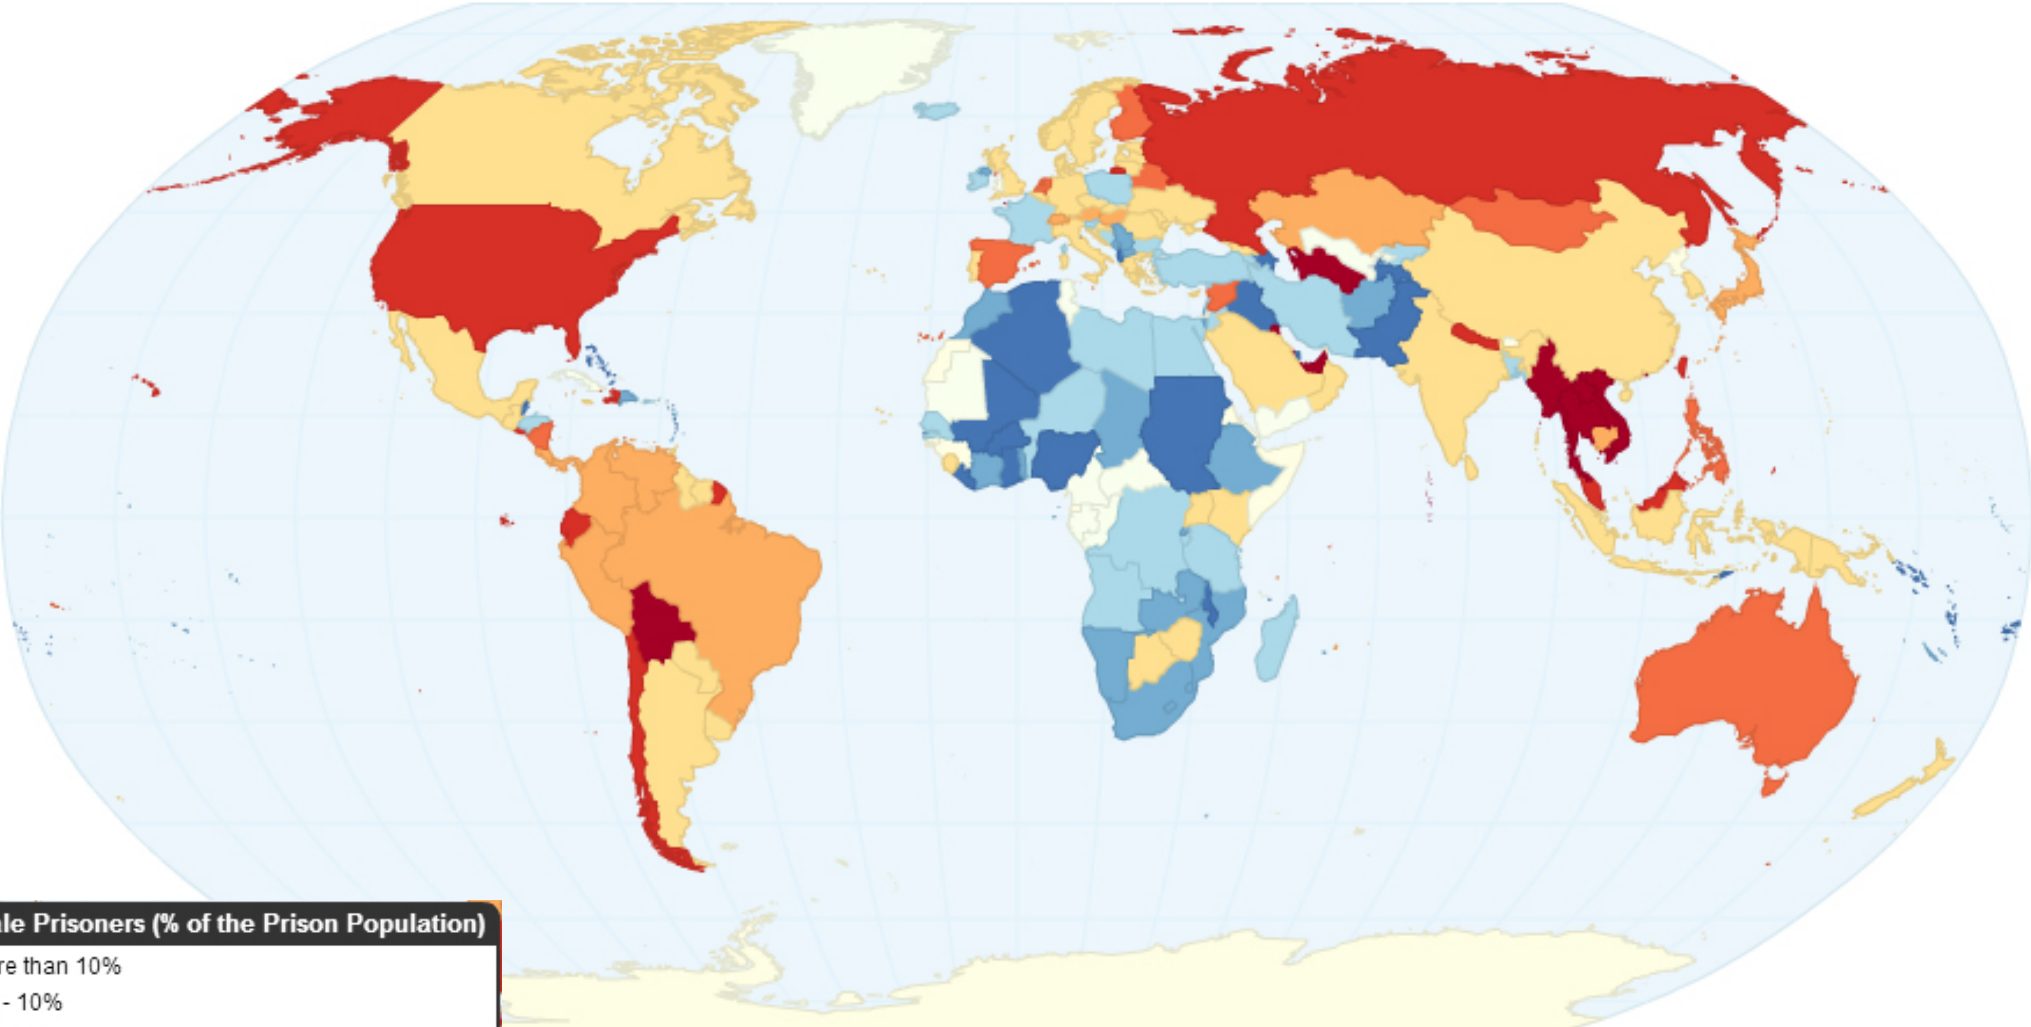 ale Prisoners (% of the Prison Population)
re than 10%
- 10%